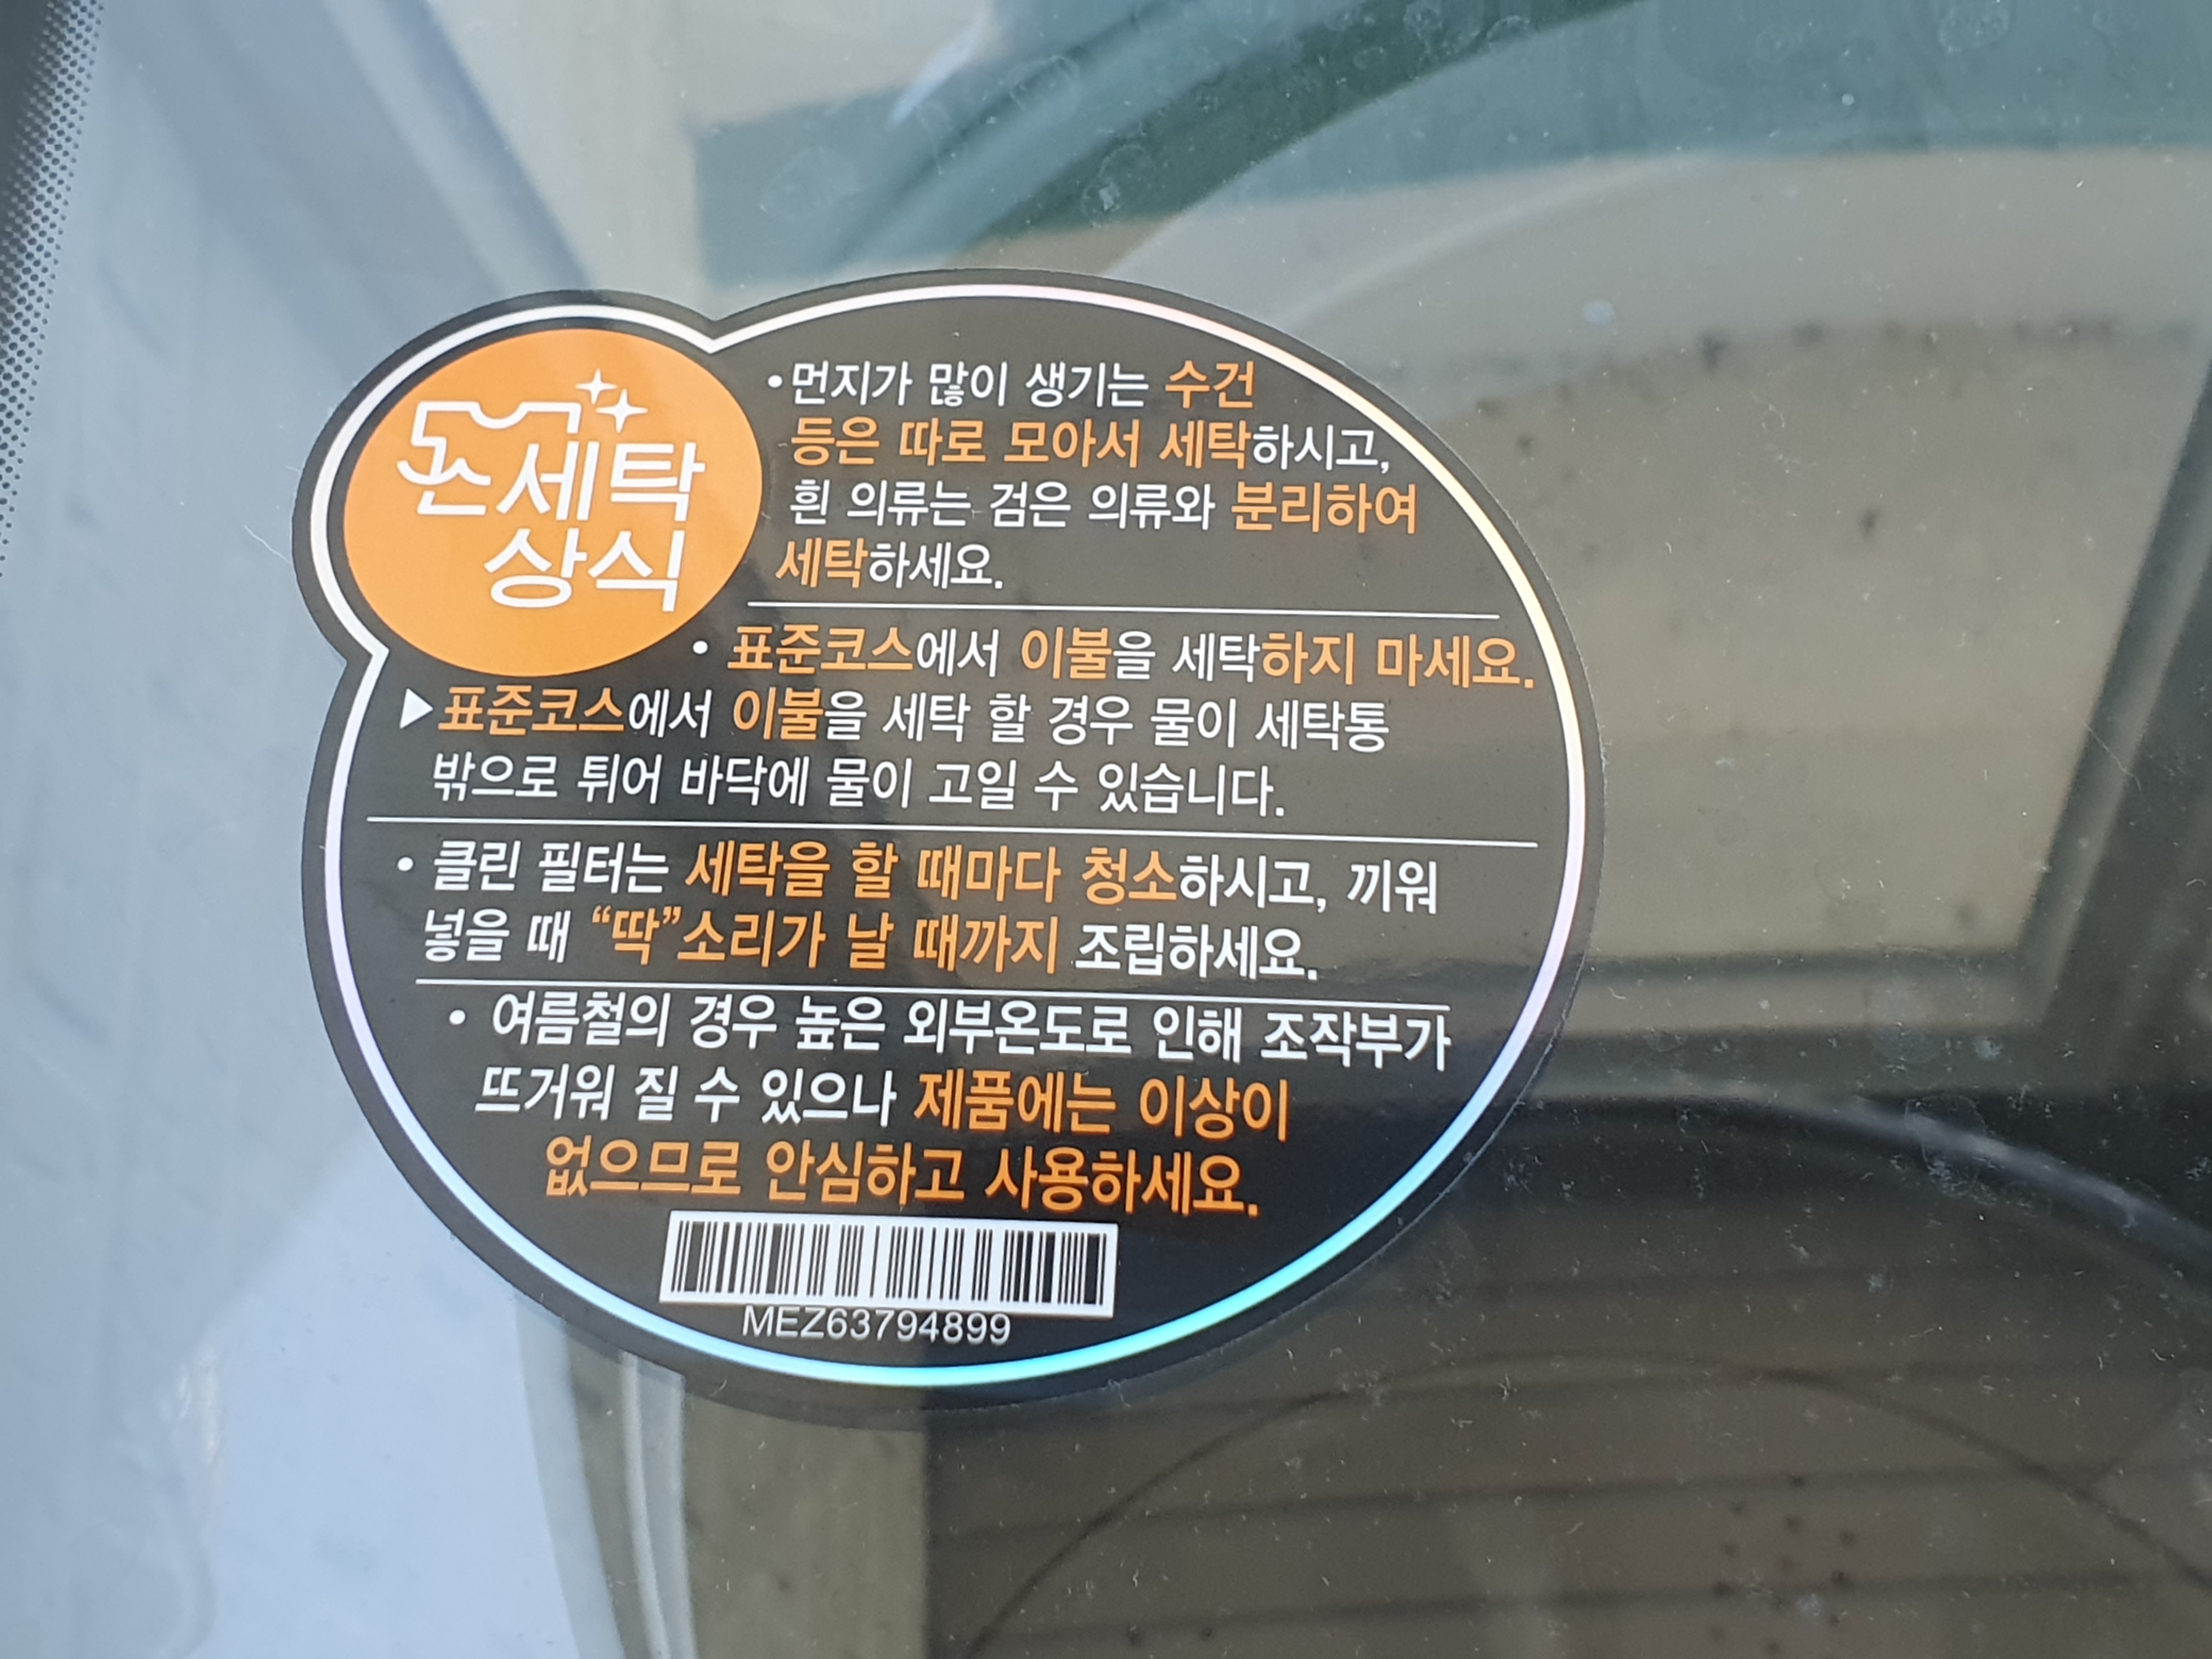 손세탁
상식
•먼지가 많이 생기는 수건
등은 따로 모아서 세탁하시고,
흰 의류는 검은 의류와 분리하여
세탁하세요.
• 표준코스에서 이불을 세탁하지 마세요.
▶표준코스에서 이불을 세탁 할 경우 물이 세탁통
밖으로 튀어 바닥에 물이 고일 수 있습니다.
• 클린 필터는 세탁을 할 때마다 청소하시고, 끼워
넣을 때 “딱”소리가 날 때까지 조립하세요.
• 여름철의 경우 높은 외부온도로 인해 조작부가
뜨거워 질 수 있으나 제품에는 이상이
없으므로 안심하고 사용하세요.
MEZ63794899